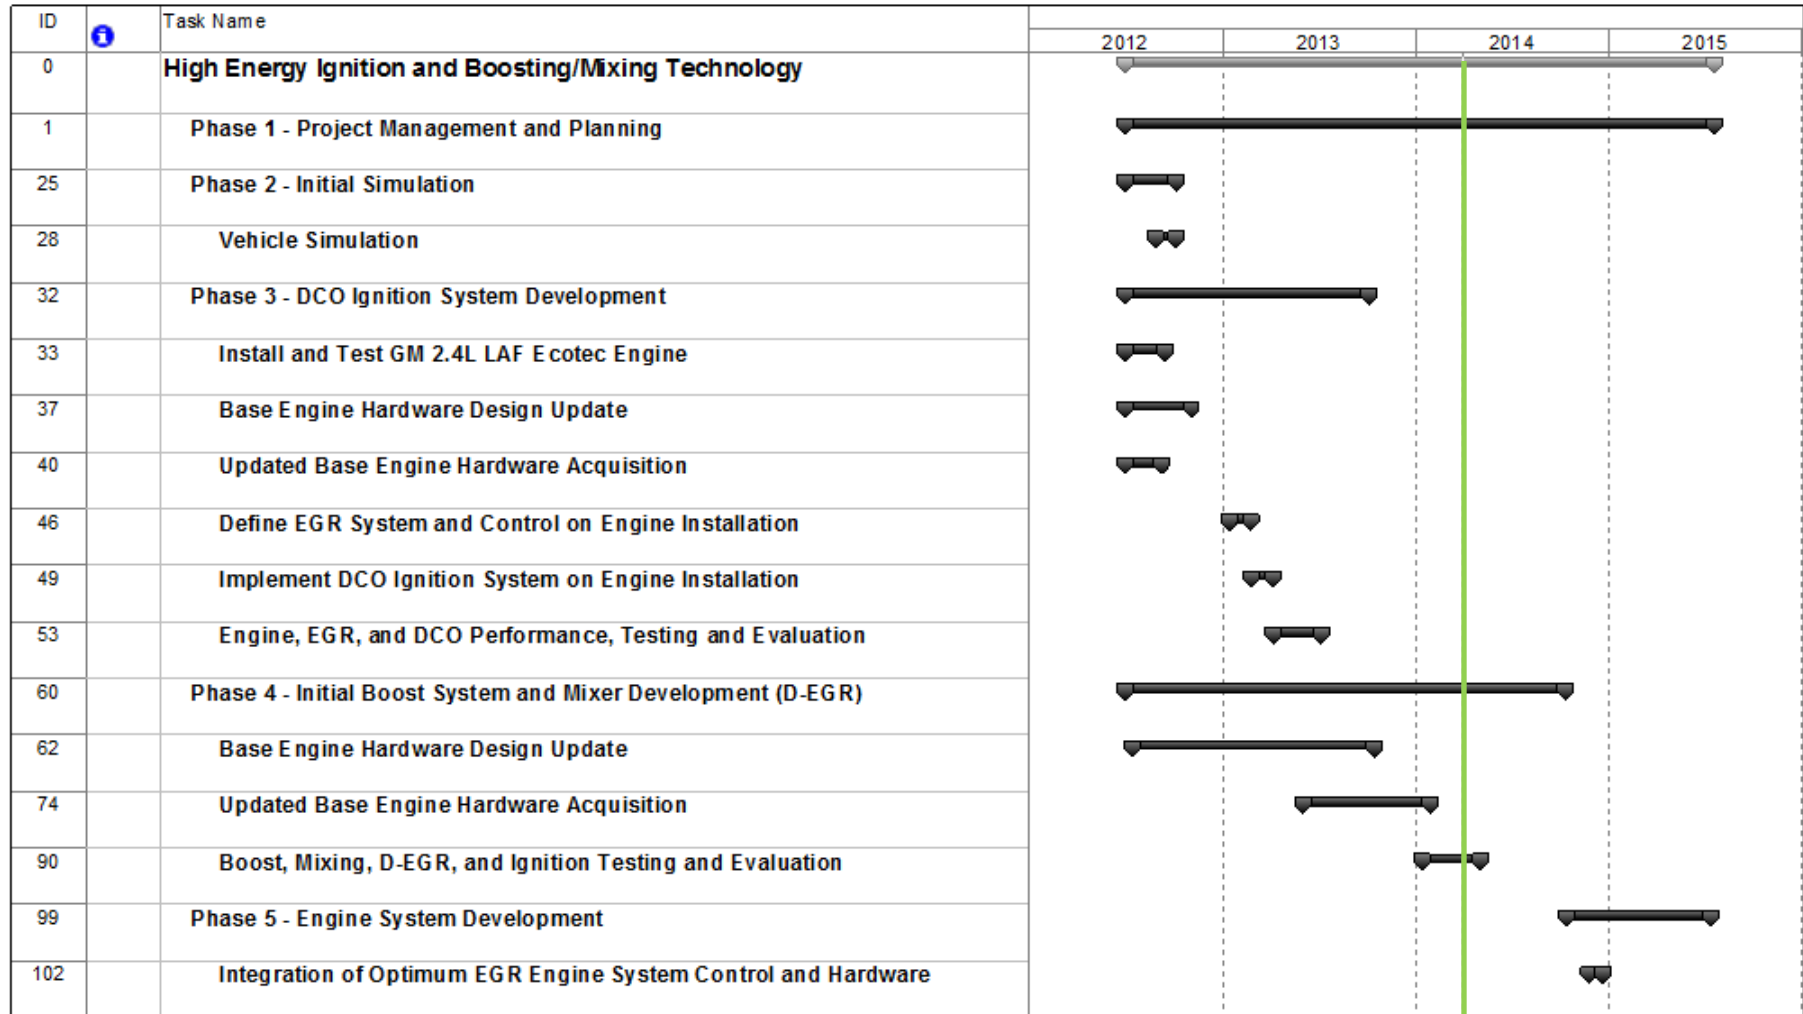 ID Task Name
i
2012 2013 2014 2015
0 High Energy Ignition and Boosting/Mixing Technology
1 Phase 1 - Project Management and Planning
25 Phase 2 - Initial Simulation
28 Vehicle Simulation
32 Phase 3 - DCO Ignition System Development
33 Install and Test GM 2.4L LAF Ecotec Engine
37 Base Engine Hardware Design Update
40 Updated Base Engine Hardware Acquisition
46 Define EGR System and Control on Engine Installation
49 Implement DCO Ignition System on Engine Installation
53 Engine, EGR, and DCO Performance, Testing and Evaluation
60 Phase 4 - Initial Boost System and Mixer Development (D-EGR)
62 Base Engine Hardware Design Update
74 Updated Base Engine Hardware Acquisition
90 Boost, Mixing, D-EGR, and Ignition Testing and Evaluation
99 Phase 5 - Engine System Development
102 Integration of Optimum EGR Engine System Control and Hardware